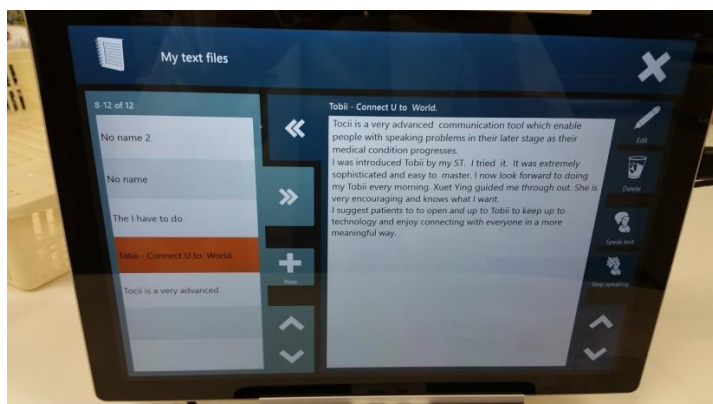 My text files
8-12 of 12
No name 2
No name
The I have to do
Tobii - Connect U to World.
Tocii is a very advanced
New
Tobii - Connect U to World.
Tocii is a very advanced communication tool which enable
people with speaking problems in their later stage as their
medical condition progresses.
I was introduced Tobii by my ST. I tried it. It was extremely
sophisticated and easy to master. I now look forward to doing
my Tobii every morning. Xuet Ying guided me through out. She is
very encouraging and knows what I want.
I suggest patients to to open and up to Tobii to keep up to
technology and enjoy connecting with everyone in a more
meaningful way.
Edit
Delete
Speak text
Stop speaking